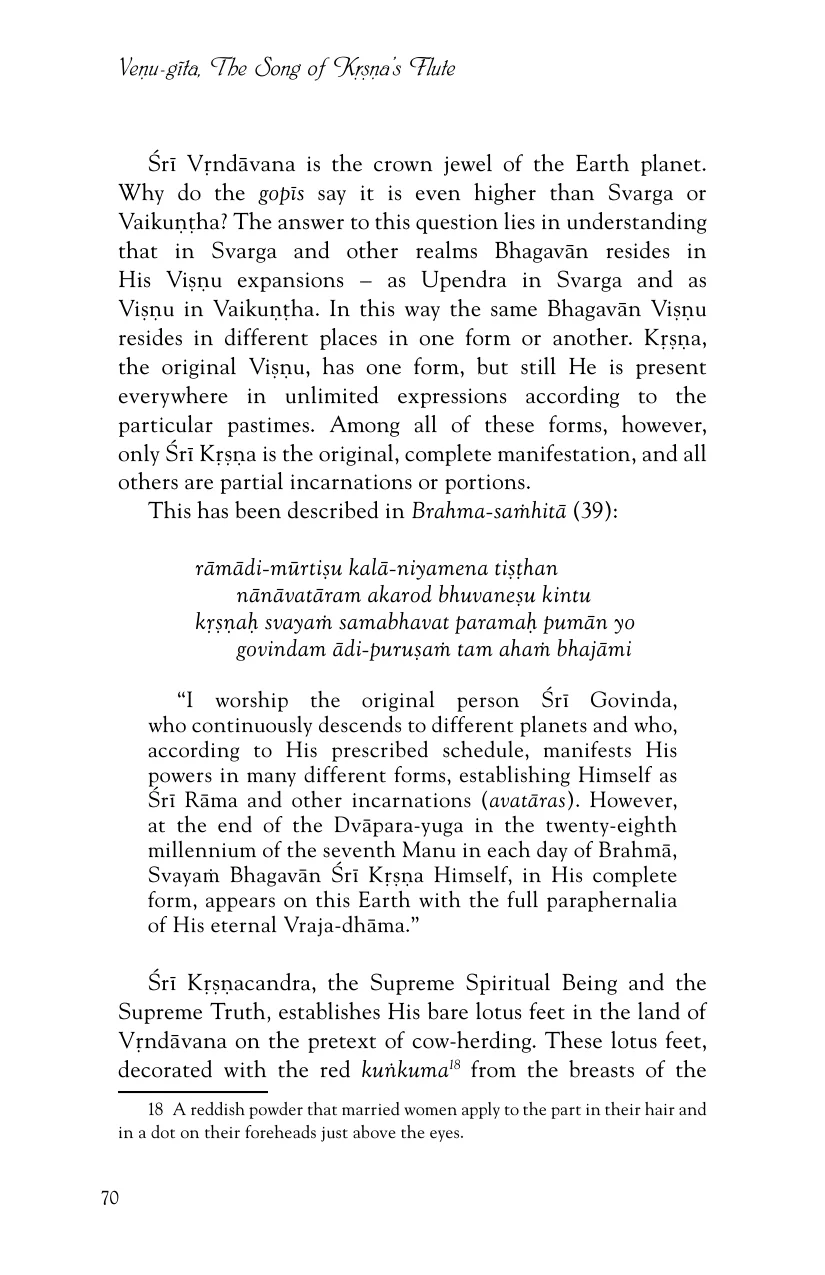 Veṇu-gīta, The Song of Kṛṣṇa’s Flute
Śrī Vṛndāvana is the crown jewel of the Earth planet.
Why do the gopīs say it is even higher than Svarga or
Vaikuṇṭha? The answer to this question lies in understanding
that in Svarga and other realms Bhagavān resides in
His Viṣṇu expansions – as Upendra in Svarga and as
Viṣṇu in Vaikuṇṭha. In this way the same Bhagavān Viṣṇu
resides in different places in one form or another. Kṛṣṇa,
the original Viṣṇu, has one form, but still He is present
everywhere in unlimited expressions according to the
particular pastimes. Among all of these forms, however,
only Śrī Kṛṣṇa is the original, complete manifestation, and all
others are partial incarnations or portions.
This has been described in Brahma-saṁhitā (39):
rāmādi-mūrtiṣu kalā-niyamena tiṣṭhan
nānāvatāram akarod bhuvaneṣu kintu
kṛṣṇaḥ svayaṁ samabhavat paramaḥ pumān yo
govindam ādi-puruṣaṁ tam ahaṁ bhajāmi
“I worship the original person Śrī Govinda,
who continuously descends to different planets and who,
according to His prescribed schedule, manifests His
powers in many different forms, establishing Himself as
Śrī Rāma and other incarnations (avatāras). However,
at the end of the Dvāpara-yuga in the twenty-eighth
millennium of the seventh Manu in each day of Brahmā,
Svayaṁ Bhagavān Śrī Kṛṣṇa Himself, in His complete
form, appears on this Earth with the full paraphernalia
of His eternal Vraja-dhāma.”
Śrī Kṛṣṇacandra, the Supreme Spiritual Being and the
Supreme Truth, establishes His bare lotus feet in the land of
Vṛndāvana on the pretext of cow-herding. These lotus feet,
decorated with the red kuṅkuma18 from the breasts of the
18 A reddish powder that married women apply to the part in their hair and
in a dot on their foreheads just above the eyes.
70